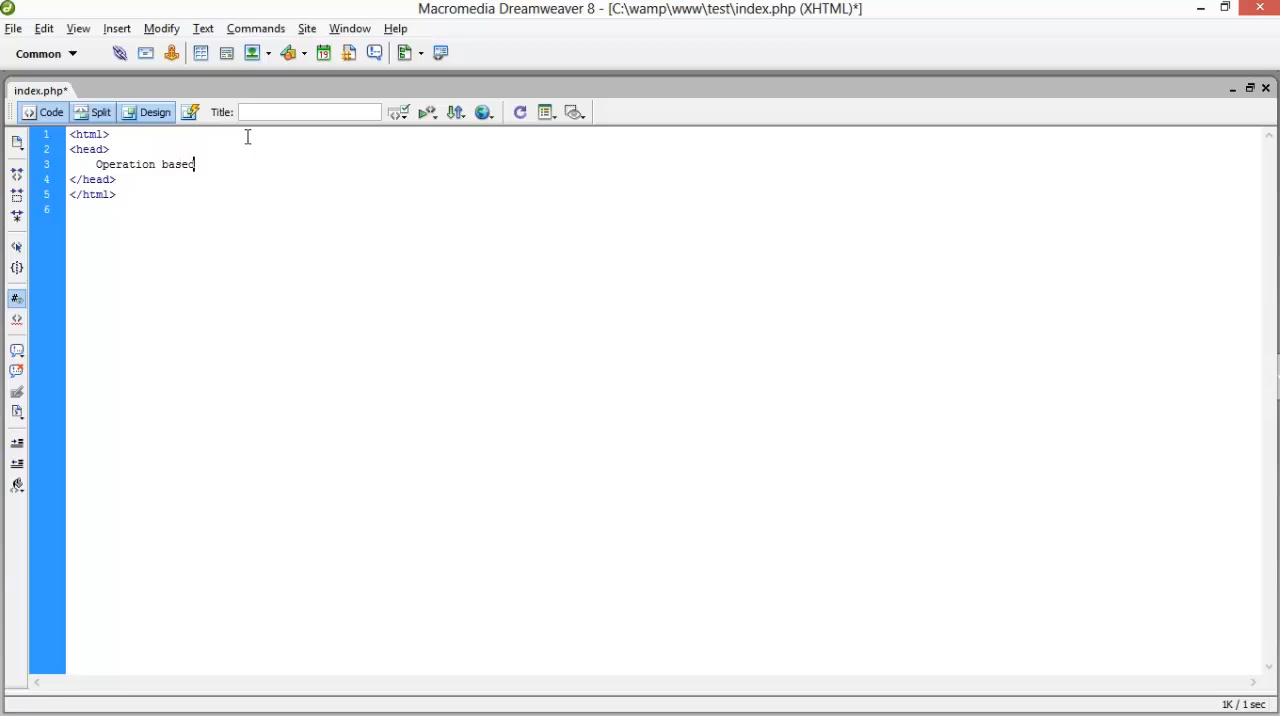 Macromedia Dreamweaver 8 - [C:\wamp\www\test\index.php (XHTML)*]
File Edit View Insert Modify Text Commands Site Window Help
Common
index.php*
Code Split Design Title:
1 <html>
2 <head>
3 Operation based
4 </head>
5 </html>
6
1K / 1 sec